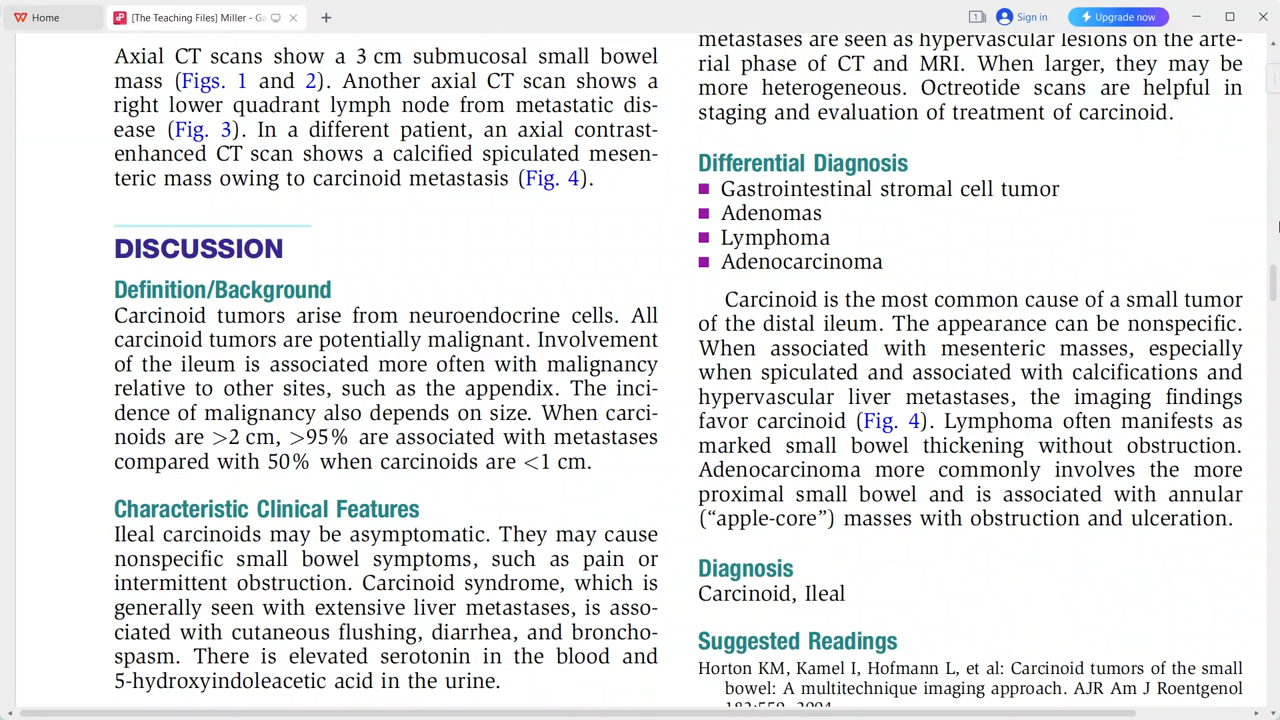 Home
[The Teaching Files] Miller - Ga
Sign in
Upgrade now
Axial CT scans show a 3 cm submucosal small bowel
mass (Figs. 1 and 2). Another axial CT scan shows a
right lower quadrant lymph node from metastatic dis-
ease (Fig. 3). In a different patient, an axial contrast-
enhanced CT scan shows a calcified spiculated mesen-
teric mass owing to carcinoid metastasis (Fig. 4).
DISCUSSION
Definition/Background
Carcinoid tumors arise from neuroendocrine cells. All
carcinoid tumors are potentially malignant. Involvement
of the ileum is associated more often with malignancy
relative to other sites, such as the appendix. The inci-
dence of malignancy also depends on size. When carci-
noids are >2 cm, >95% are associated with metastases
compared with 50% when carcinoids are <1 cm.
Characteristic Clinical Features
Ileal carcinoids may be asymptomatic. They may cause
nonspecific small bowel symptoms, such as pain or
intermittent obstruction. Carcinoid syndrome, which is
generally seen with extensive liver metastases, is asso-
ciated with cutaneous flushing, diarrhea, and broncho-
spasm. There is elevated serotonin in the blood and
5-hydroxyindoleacetic acid in the urine.
metastases are seen as hypervascular lesions on the arte-
rial phase of CT and MRI. When larger, they may be
more heterogeneous. Octreotide scans are helpful in
staging and evaluation of treatment of carcinoid.
Differential Diagnosis
■ Gastrointestinal stromal cell tumor
■ Adenomas
■ Lymphoma
■ Adenocarcinoma
Carcinoid is the most common cause of a small tumor
of the distal ileum. The appearance can be nonspecific.
When associated with mesenteric masses, especially
when spiculated and associated with calcifications and
hypervascular liver metastases, the imaging findings
favor carcinoid (Fig. 4). Lymphoma often manifests as
marked small bowel thickening without obstruction.
Adenocarcinoma more commonly involves the more
proximal small bowel and is associated with annular
(“apple-core”) masses with obstruction and ulceration.
Diagnosis
Carcinoid, Ileal
Suggested Readings
Horton KM, Kamel I, Hofmann L, et al: Carcinoid tumors of the small
bowel: A multitechnique imaging approach. AJR Am J Roentgenol